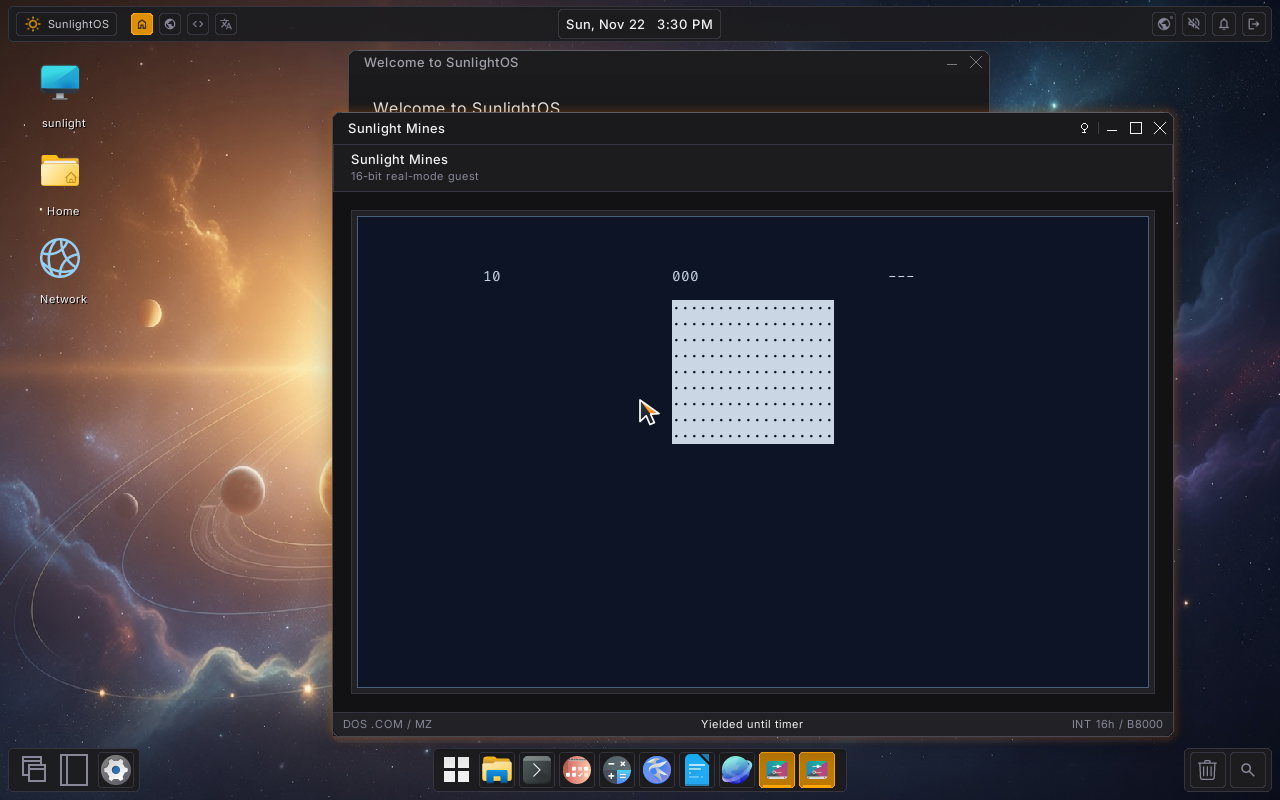 SunlightOS
Sun, Nov 22 3:30 PM
sunlight
Home
Network
Welcome to SunlightOS
Welcome to SunlightOS
Sunlight Mines
Sunlight Mines
16-bit real-mode guest
10 000 ---
DOS .COM / MZ
Yielded until timer
INT 16h / B8000